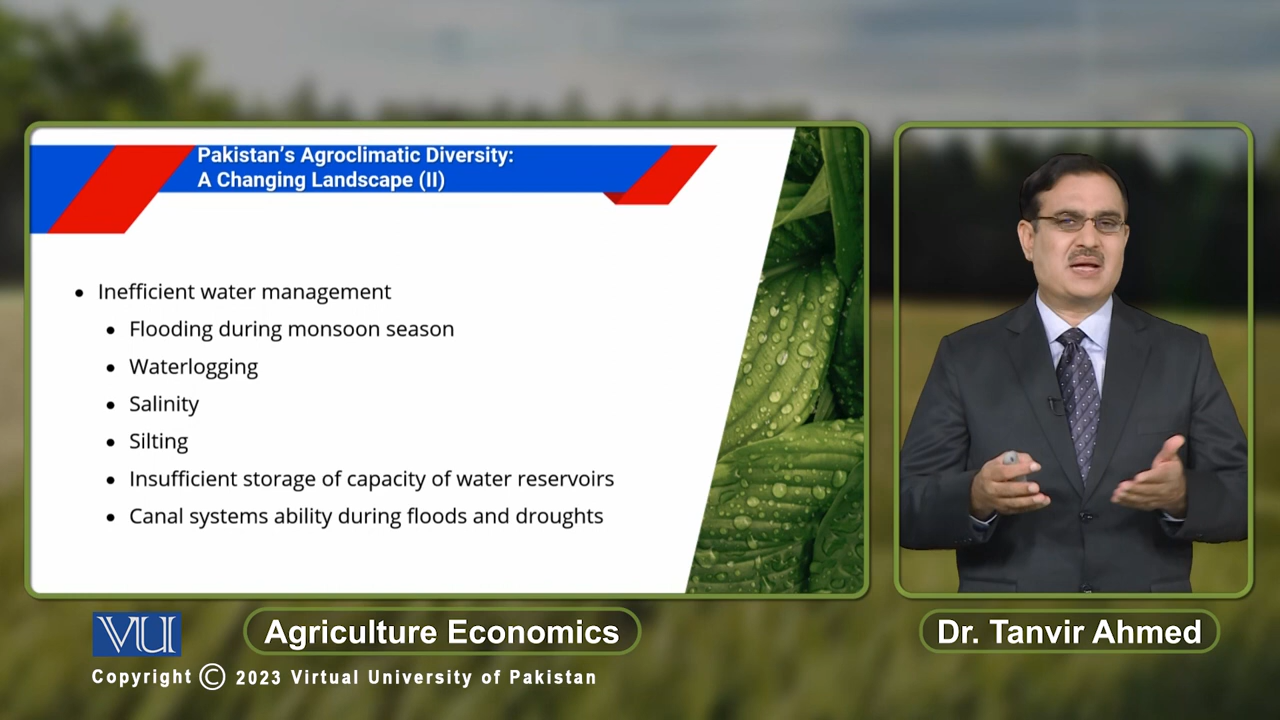 Pakistan’s Agroclimatic Diversity:
A Changing Landscape (II)
• Inefficient water management
• Flooding during monsoon season
• Waterlogging
• Salinity
• Silting
• Insufficient storage of capacity of water reservoirs
• Canal systems ability during floods and droughts
VU
Agriculture Economics
Dr. Tanvir Ahmed
Copyright © 2023 Virtual University of Pakistan